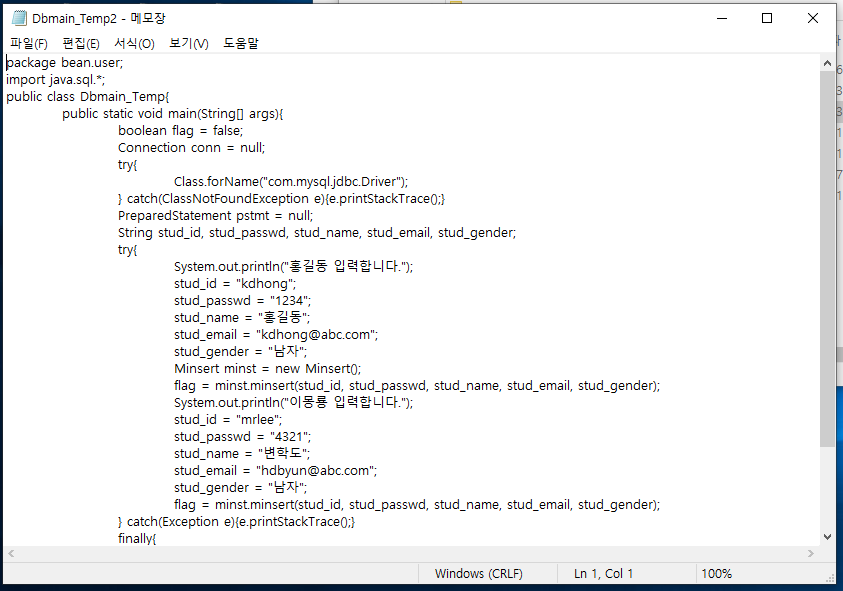 Dbmain_Temp2 - 메모장
파일(F) 편집(E) 서식(O) 보기(V) 도움말
package bean.user;
import java.sql.*;
public class Dbmain_Temp{
public static void main(String[] args){
boolean flag = false;
Connection conn = null;
try{
Class.forName("com.mysql.jdbc.Driver");
} catch(ClassNotFoundException e){e.printStackTrace();}
PreparedStatement pstmt = null;
String stud_id, stud_passwd, stud_name, stud_email, stud_gender;
try{
System.out.println("홍길동 입력합니다.");
stud_id = "kdhong";
stud_passwd = "1234";
stud_name = "홍길동";
stud_email = "kdhong@abc.com";
stud_gender = "남자";
Minsert minst = new Minsert();
flag = minst.minsert(stud_id, stud_passwd, stud_name, stud_email, stud_gender);
System.out.println("이몽룡 입력합니다.");
stud_id = "mrlee";
stud_passwd = "4321";
stud_name = "변학도";
stud_email = "hdbyun@abc.com";
stud_gender = "남자";
flag = minst.minsert(stud_id, stud_passwd, stud_name, stud_email, stud_gender);
} catch(Exception e){e.printStackTrace();}
finally{
Windows (CRLF) Ln 1, Col 1 100%